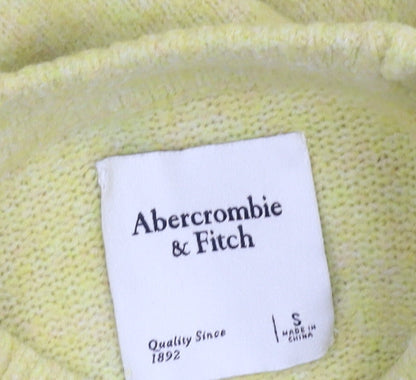 Abercrombie
& Fitch
Quality Since
1892
S
MADE IN
CHINA